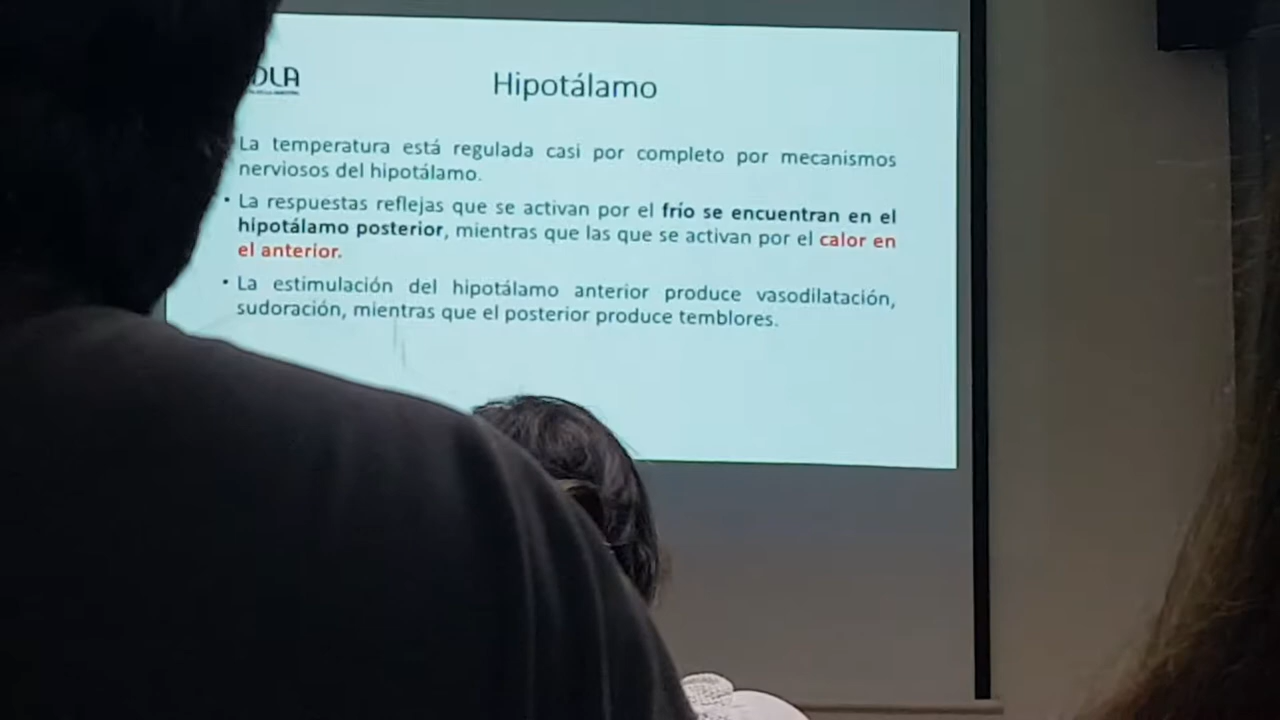 Hipotálamo
La temperatura está regulada casi por completo por mecanismos
nerviosos del hipotálamo.
• La respuestas reflejas que se activan por el frío se encuentran en el
hipotálamo posterior, mientras que las que se activan por el calor en
el anterior.
• La estimulación del hipotálamo anterior produce vasodilatación,
sudoración, mientras que el posterior produce temblores.